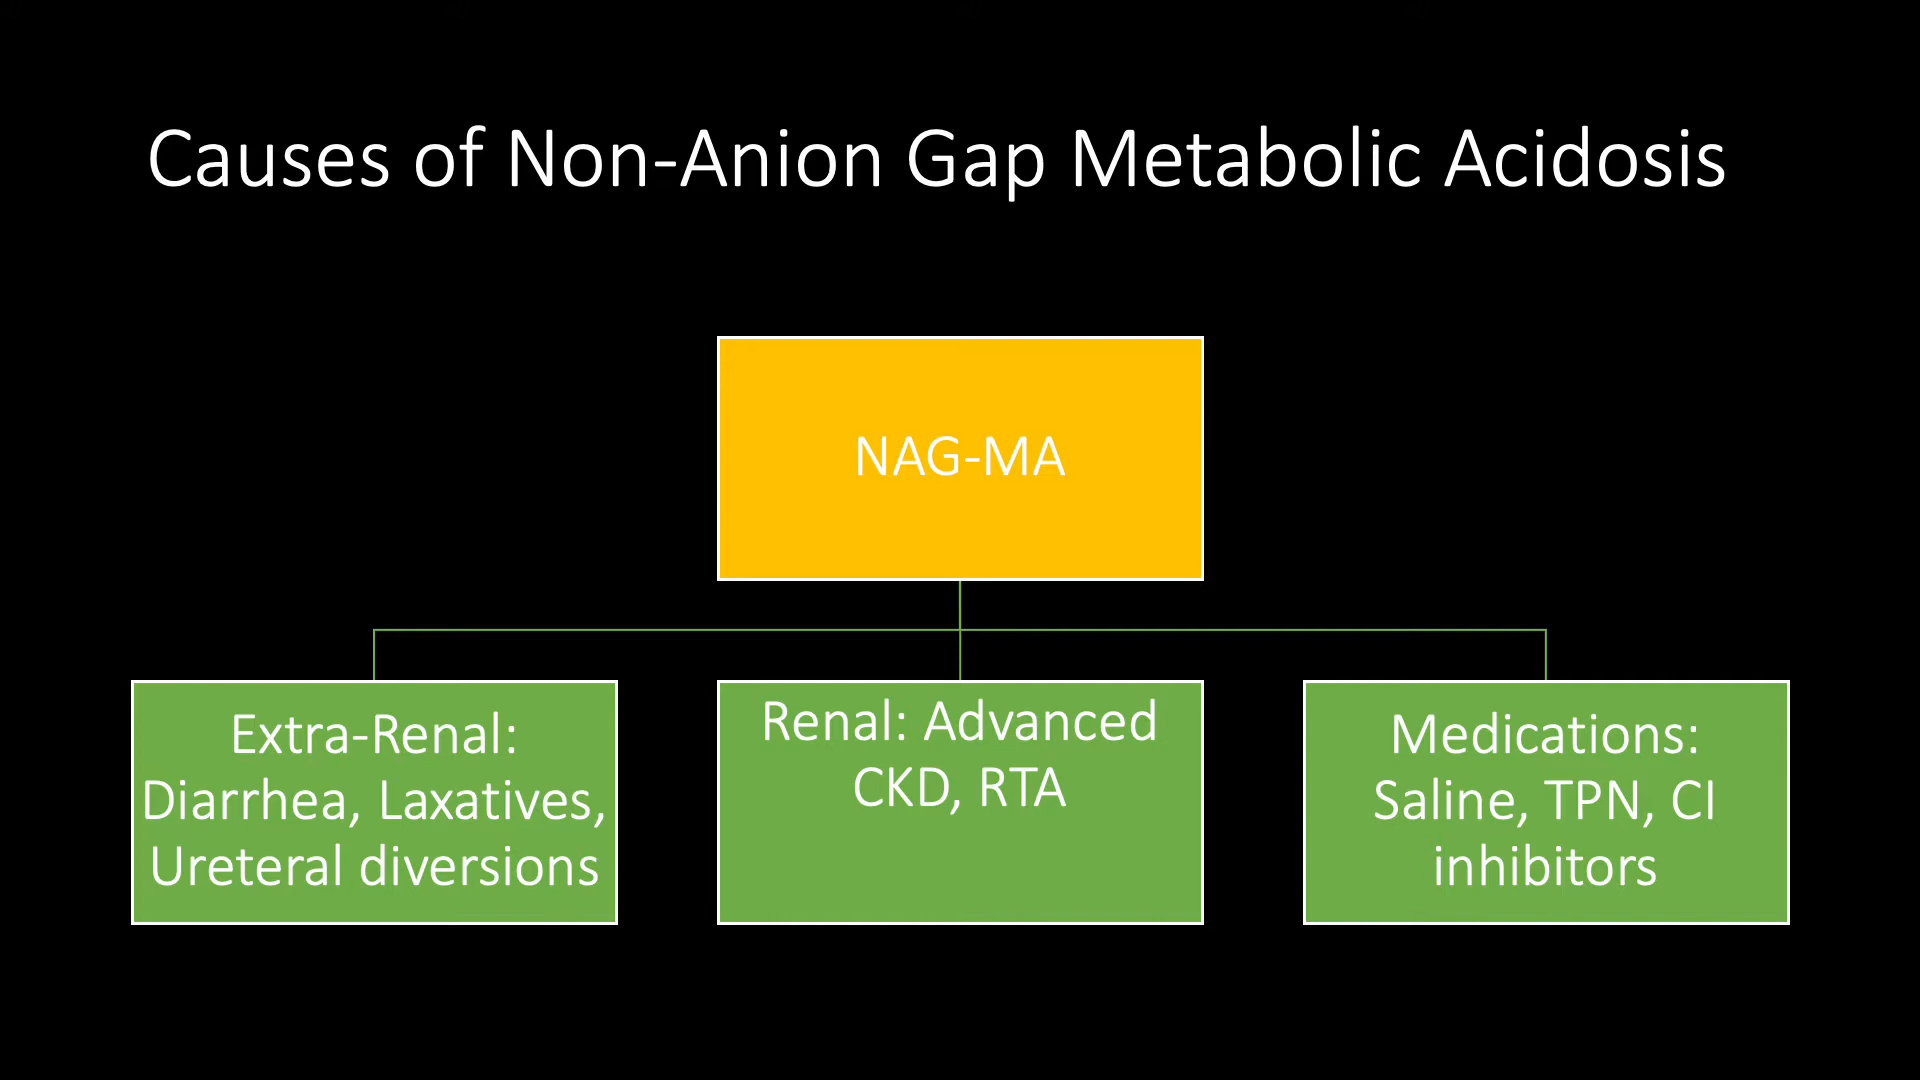 Causes of Non-Anion Gap Metabolic Acidosis
NAG-MA
Extra-Renal:
Diarrhea, Laxatives,
Ureteral diversions
Renal: Advanced
CKD, RTA
Medications:
Saline, TPN, CI
inhibitors